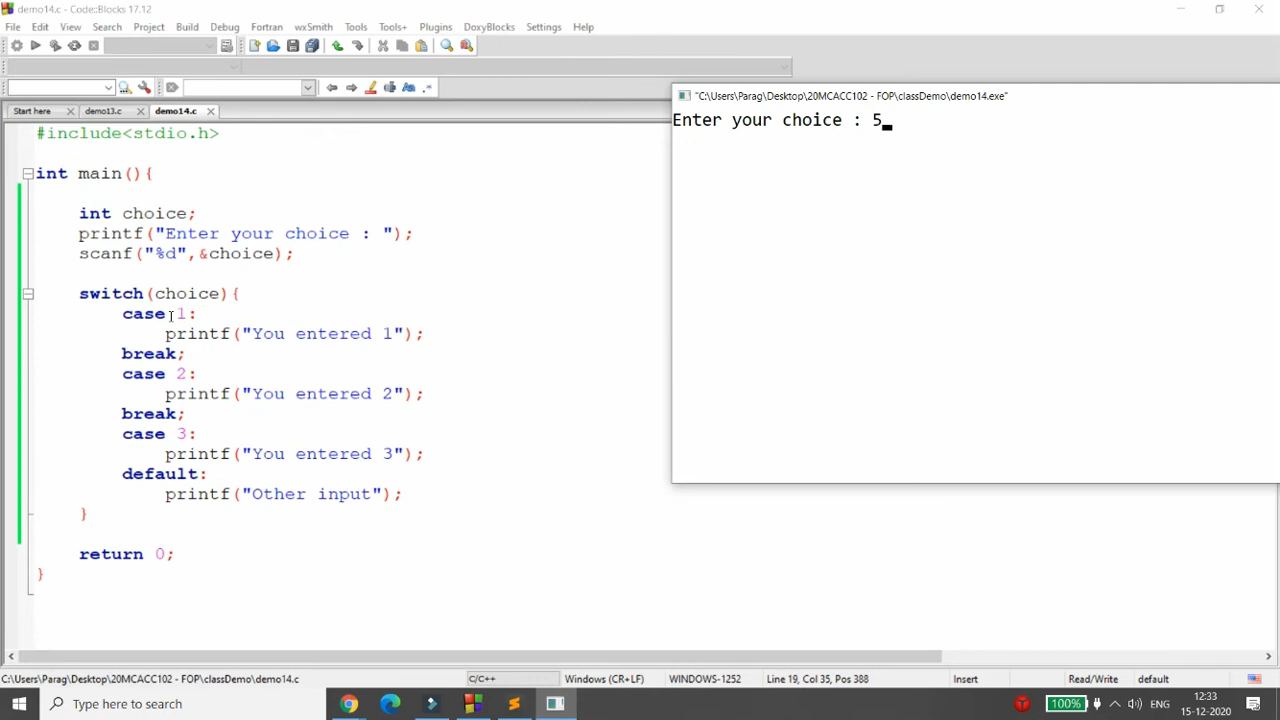 demo14.c - Code::Blocks 17.12
File Edit View Search Project Build Debug Fortran wxSmith Tools Tools+ Plugins DoxyBlocks Settings Help
Start here demo13.c demo14.c
#include<stdio.h>
int main(){
int choice;
printf("Enter your choice : ");
scanf("%d",&choice);
switch(choice){
case 1:
printf("You entered 1");
break;
case 2:
printf("You entered 2");
break;
case 3:
printf("You entered 3");
default:
printf("Other input");
}
return 0;
}
"C:\Users\Parag\Desktop\20MCACC102 - FOP\classDemo\demo14.exe"
Enter your choice : 5
C:\Users\Parag\Desktop\20MCACC102 - FOP\classDemo\demo14.c C/C++ Windows (CR+LF) WINDOWS-1252 Line 19, Col 35, Pos 388 Insert Read/Write default
Type here to search 100% ENG 12:33
15-12-2020